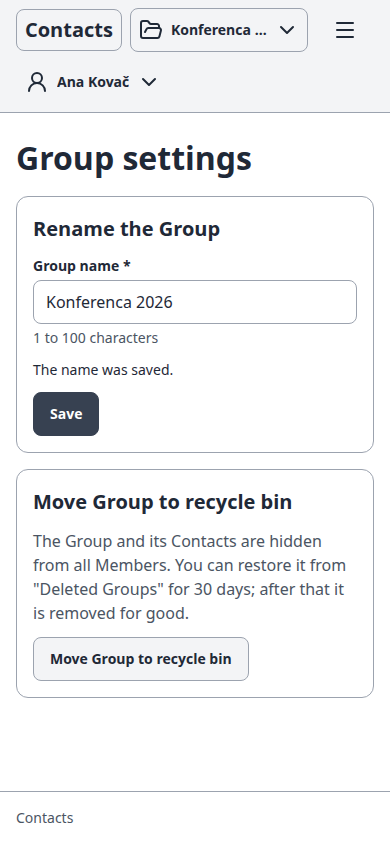 Contacts
Konferenca ...
Ana Kovač
Group settings
Rename the Group
Group name *
Konferenca 2026
1 to 100 characters
The name was saved.
Save
Move Group to recycle bin
The Group and its Contacts are hidden
from all Members. You can restore it from
"Deleted Groups" for 30 days; after that it
is removed for good.
Move Group to recycle bin
Contacts